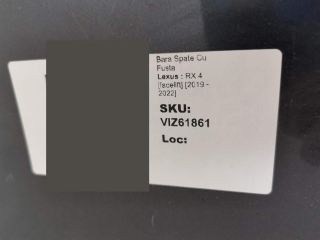 Bara Spate Cu
Fusta
Lexus : RX 4
[facelift] [2019 -
2022]
SKU:
VIZ61861
Loc: